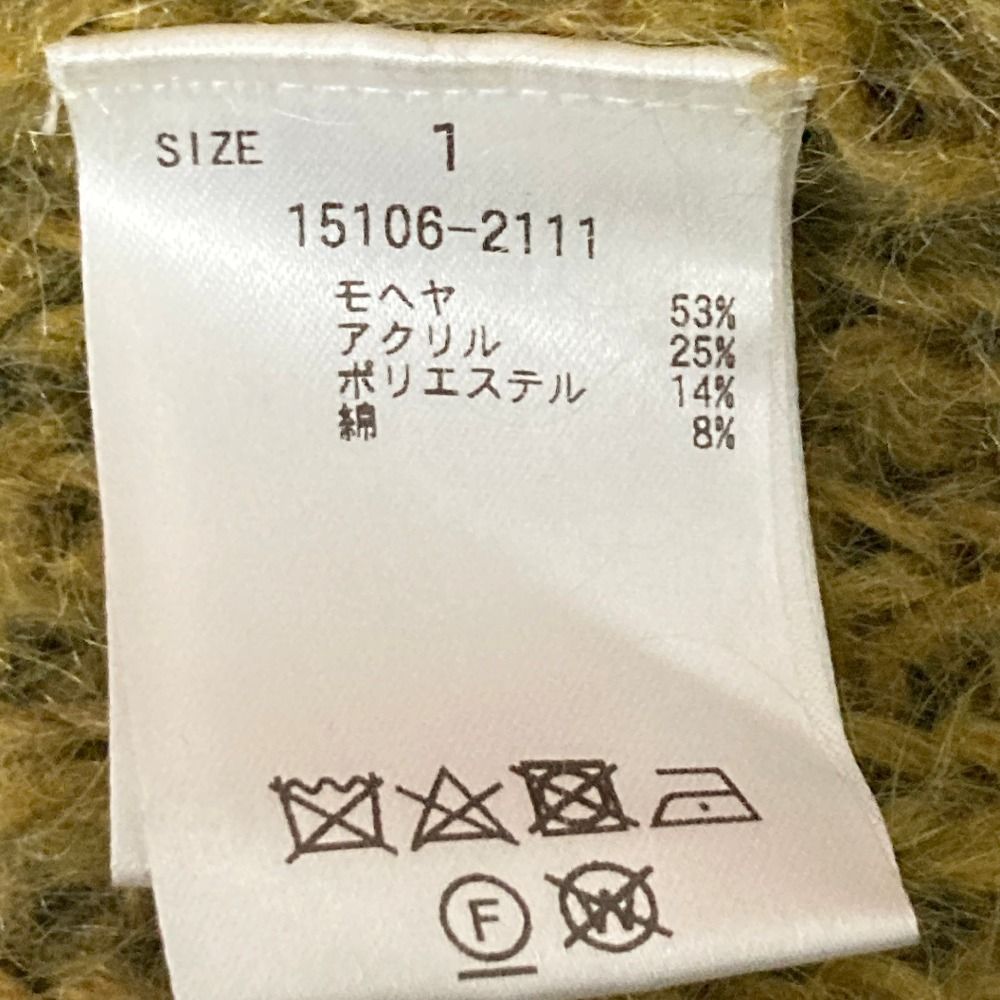 SIZE 1
15106-2111
モヘヤ 53%
アクリル 25%
ポリエステル 14%
綿 8%
F W